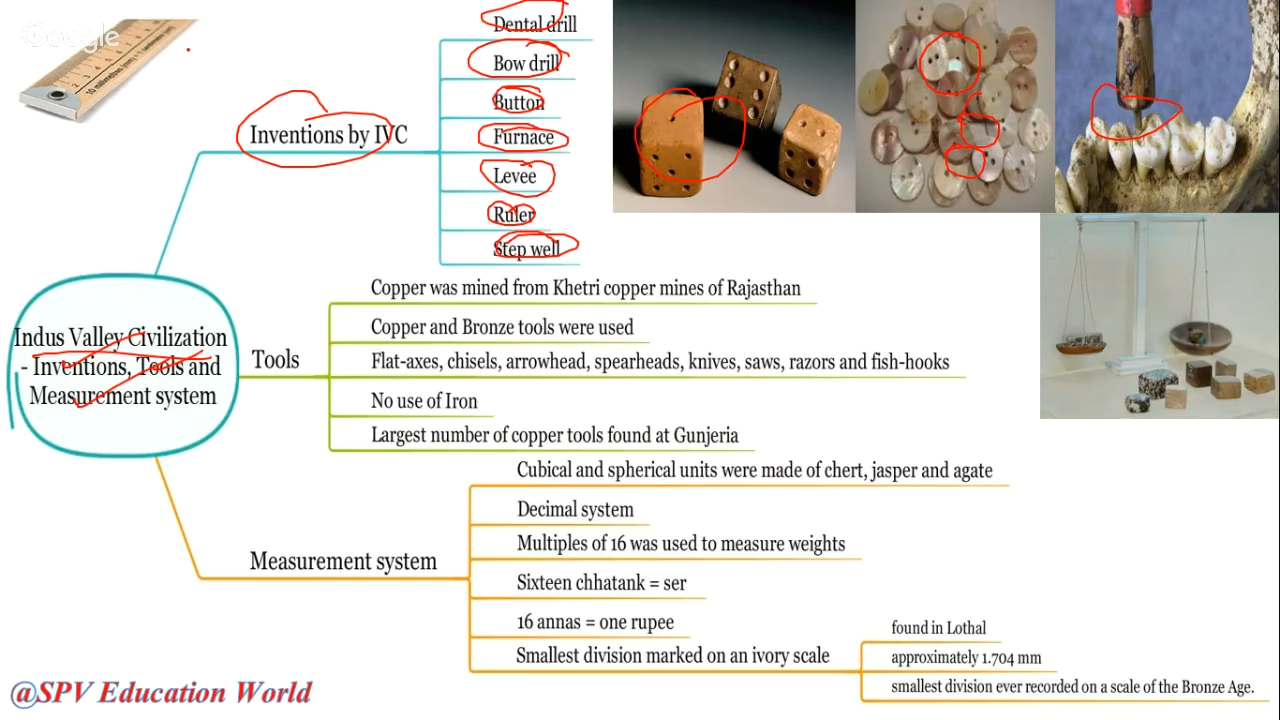 Google
Dental drill
Bow drill
Button
Inventions by IVC
Furnace
Levee
Ruler
Step well
Indus Valley Civilization
- Inventions, Tools and
Measurement system
Tools
Copper was mined from Khetri copper mines of Rajasthan
Copper and Bronze tools were used
Flat-axes, chisels, arrowhead, spearheads, knives, saws, razors and fish-hooks
No use of Iron
Largest number of copper tools found at Gunjeria
Measurement system
Cubical and spherical units were made of chert, jasper and agate
Decimal system
Multiples of 16 was used to measure weights
Sixteen chhatank = ser
16 annas = one rupee
Smallest division marked on an ivory scale
found in Lothal
approximately 1.704 mm
smallest division ever recorded on a scale of the Bronze Age.
@SPV Education World